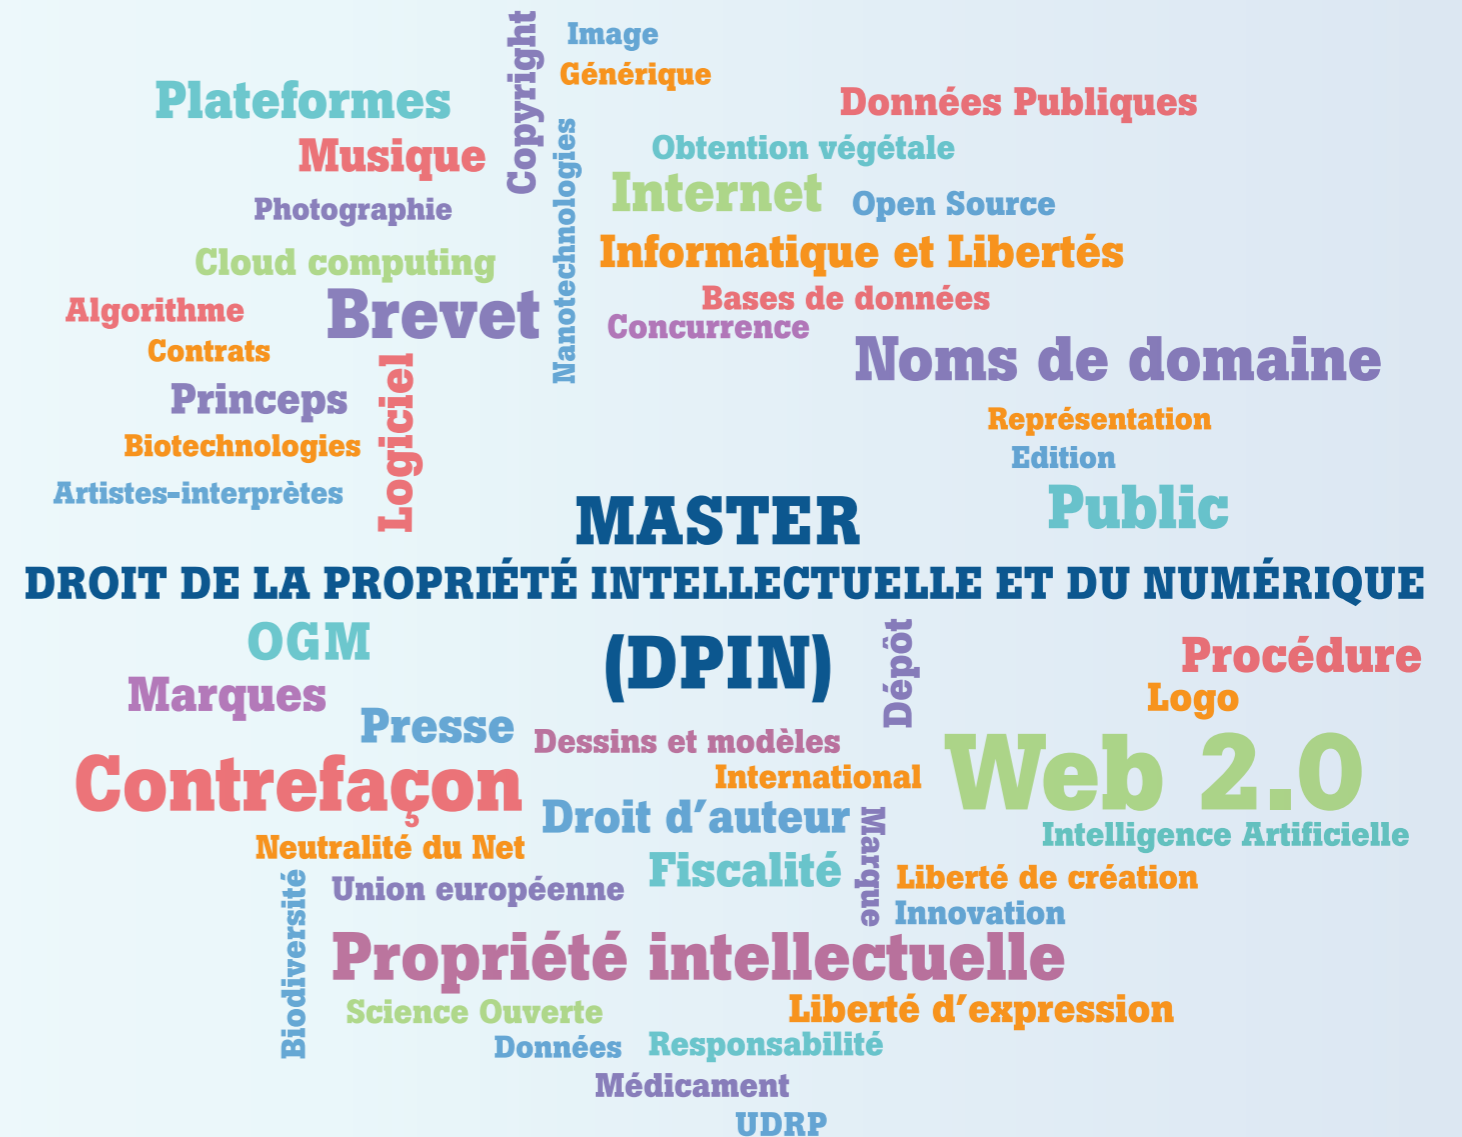 Copyright
Image
Générique
Plateformes
Données Publiques
Musique
Nanotechnologies
Obtention végétale
Internet
Open Source
Photographie
Informatique et Libertés
Cloud computing
Bases de données
Algorithme
Brevet
Concurrence
Contrats
Noms de domaine
Logiciel
Princeps
Représentation
Biotechnologies
Edition
Artistes-interprètes
Public
MASTER
DROIT DE LA PROPRIÉTÉ INTELLECTUELLE ET DU NUMÉRIQUE
(DPIN)
OGM
Dépôt
Procédure
Marques
Logo
Presse
Dessins et modèles
Web 2.0
Contrefaçon
International
Droit d’auteur
Marque
Intelligence Artificielle
Neutralité du Net
Fiscalité
Liberté de création
Biodiversité
Union européenne
Innovation
Propriété intellectuelle
Science Ouverte
Liberté d’expression
Données
Responsabilité
Médicament
UDRP